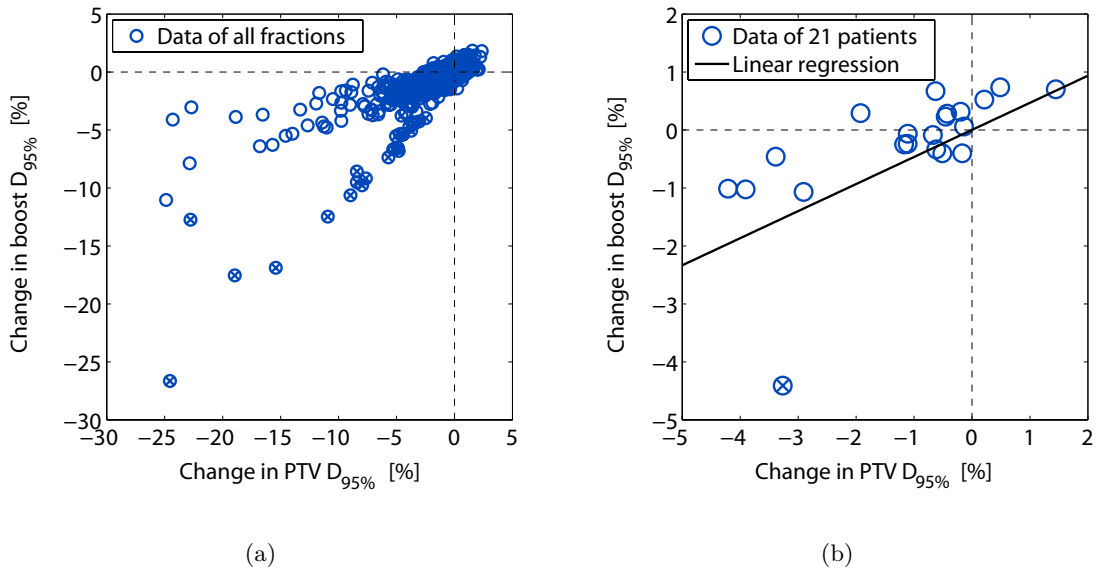 Data of all fractions
5
0
−5
−10
−15
−20
−25
−30
Change in boost D95% [%]
−30 −25 −20 −15 −10 −5 0 5
Change in PTV D95% [%]
(a)
Data of 21 patients
Linear regression
2
1
0
−1
−2
−3
−4
−5
Change in boost D95% [%]
−5 −4 −3 −2 −1 0 1 2
Change in PTV D95% [%]
(b)